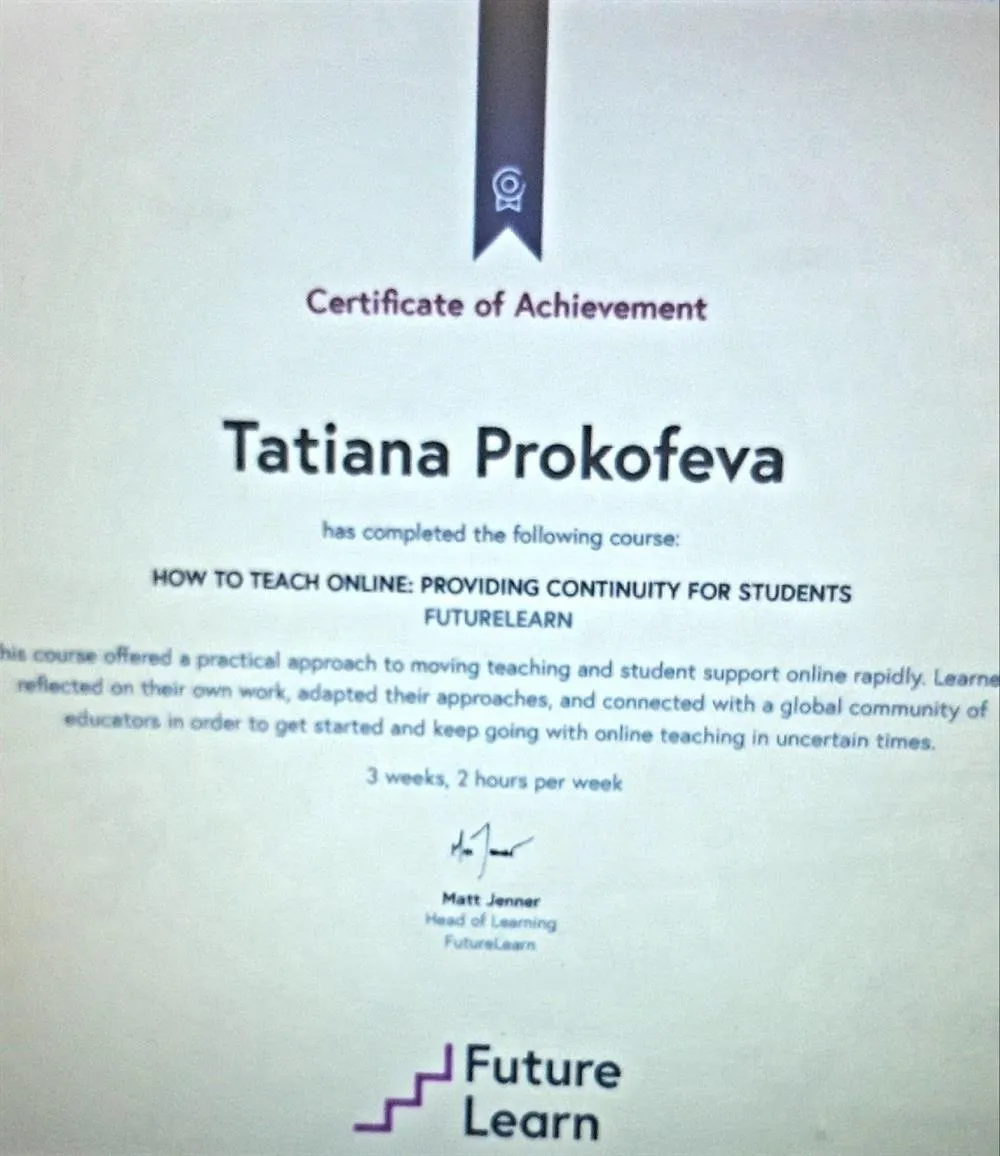 Certificate of Achievement
Tatiana Prokofeva
has completed the following course:
HOW TO TEACH ONLINE: PROVIDING CONTINUITY FOR STUDENTS
FUTURELEARN
his course offered a practical approach to moving teaching and student support online rapidly. Learne
reflected on their own work, adapted their approaches, and connected with a global community of
educators in order to get started and keep going with online teaching in uncertain times.
3 weeks, 2 hours per week
Matt Jenner
Head of Learning
FutureLearn
Future
Learn